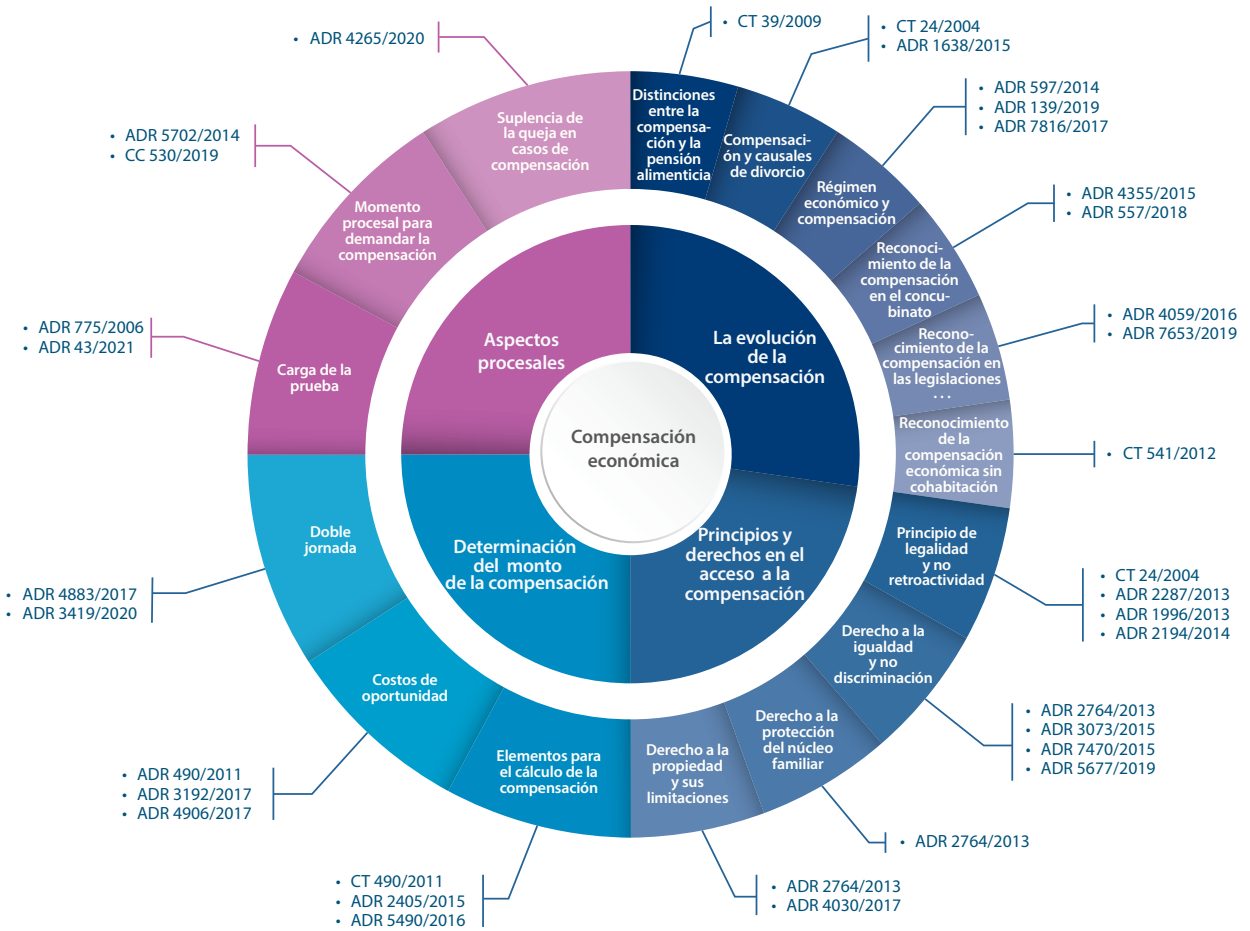 Compensación
económica
La evolución
de la
compensación
Distinciones
entre la
compensa-
ción y la
pensión
alimenticia
• CT 39/2009
Compensaci-
ón y causales
de divorcio
• CT 24/2004
• ADR 1638/2015
Régimen
económico y
compensación
• ADR 597/2014
• ADR 139/2019
• ADR 7816/2017
Reconoci-
miento de la
compensación
en el concu-
binato
• ADR 4355/2015
• ADR 557/2018
Recono-
cimiento de la
compensación en
las legislaciones
...
• ADR 4059/2016
• ADR 7653/2019
Reconocimiento
de la
compensación
económica sin
cohabitación
• CT 541/2012
Principios y
derechos en el
acceso a la
compensación
Principio de
legalidad
y no
retroactividad
• CT 24/2004
• ADR 2287/2013
• ADR 1996/2013
• ADR 2194/2014
Derecho a la
igualdad
y no
discriminación
• ADR 2764/2013
• ADR 3073/2015
• ADR 7470/2015
• ADR 5677/2019
Derecho a la
protección
del núcleo
familiar
• ADR 2764/2013
Derecho a la
propiedad
y sus
limitaciones
• ADR 2764/2013
• ADR 4030/2017
Determinación
del monto
de la compensación
Elementos para
el cálculo de la
compensación
• CT 490/2011
• ADR 2405/2015
• ADR 5490/2016
Costos de
oportunidad
• ADR 490/2011
• ADR 3192/2017
• ADR 4906/2017
Doble
jornada
• ADR 4883/2017
• ADR 3419/2020
Aspectos
procesales
Carga de la
prueba
• ADR 775/2006
• ADR 43/2021
Momento
procesal para
demandar la
compensación
• ADR 5702/2014
• CC 530/2019
Suplencia de
la queja en
casos de
compensación
• ADR 4265/2020